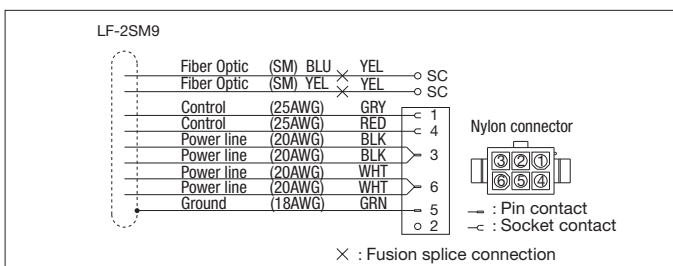 LF-2SM9
Fiber Optic (SM) BLU × YEL SC
Fiber Optic (SM) YEL × YEL SC
Control (25AWG) GRY 1
Control (25AWG) RED 4
Power line (20AWG) BLK
Power line (20AWG) BLK 3
Power line (20AWG) WHT
Power line (20AWG) WHT 6
Ground (18AWG) GRN 5
2
Nylon connector
③②①
⑥⑤④
: Pin contact
: Socket contact
× : Fusion splice connection